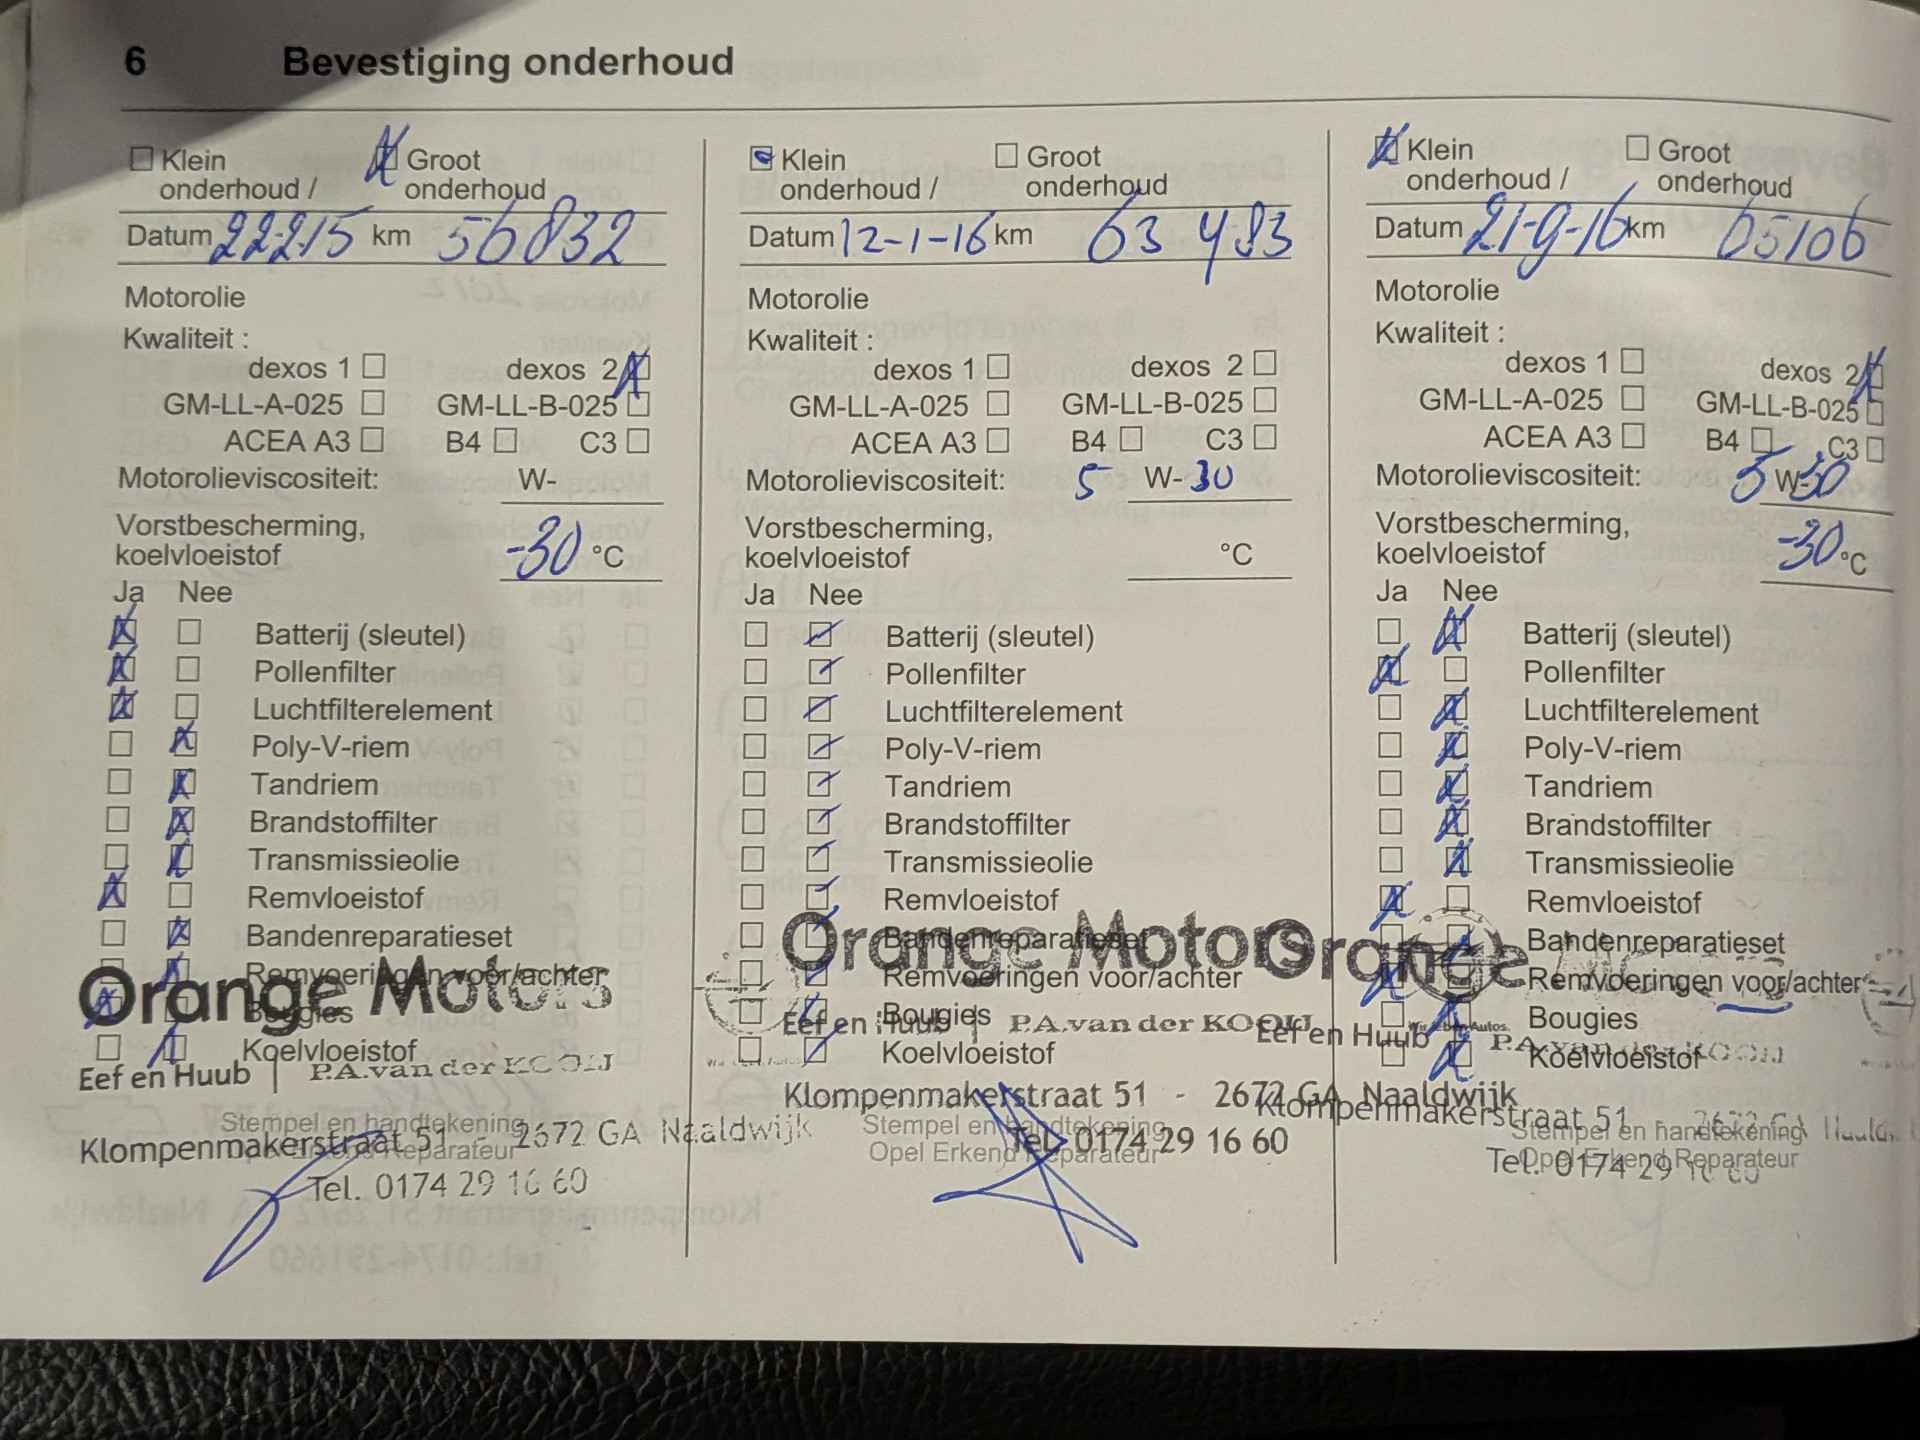 6 Bevestiging onderhoud
Klein onderhoud / Groot onderhoud
Datum 22-2-15 km 56832
Motorolie
Kwaliteit :
dexos 1 dexos 2
GM-LL-A-025 GM-LL-B-025
ACEA A3 B4 C3
Motorolieviscositeit: W-
Vorstbescherming,
koelvloeistof -30 °C
Ja Nee
Batterij (sleutel)
Pollenfilter
Luchtfilterelement
Poly-V-riem
Tandriem
Brandstoffilter
Transmissieolie
Remvloeistof
Bandenreparatieset
Remvoeringen voor/achter
Bougies
Koelvloeistof
Orange Motors
Eef en Huub | P.A. van der KOOIJ
Stempel en handtekening
Opel Erkend Reparateur
Klompenmakerstraat 51 - 2672 GA Naaldwijk
Tel. 0174 29 16 60
Klein onderhoud / Groot onderhoud
Datum 12-1-16 km 63 483
Motorolie
Kwaliteit :
dexos 1 dexos 2
GM-LL-A-025 GM-LL-B-025
ACEA A3 B4 C3
Motorolieviscositeit: 5 W-30
Vorstbescherming,
koelvloeistof °C
Ja Nee
Batterij (sleutel)
Pollenfilter
Luchtfilterelement
Poly-V-riem
Tandriem
Brandstoffilter
Transmissieolie
Remvloeistof
Bandenreparatieset
Remvoeringen voor/achter
Bougies
Koelvloeistof
Orange Motors
Eef en Huub | P.A. van der KOOIJ
Klompenmakerstraat 51 - 2672 GA Naaldwijk
Stempel en handtekening
Opel Erkend Reparateur
Tel. 0174 29 16 60
Klein onderhoud / Groot onderhoud
Datum 21-9-16 km 65106
Motorolie
Kwaliteit :
dexos 1 dexos 2
GM-LL-A-025 GM-LL-B-025
ACEA A3 B4 C3
Motorolieviscositeit: 5 W-30
Vorstbescherming,
koelvloeistof -30 °C
Ja Nee
Batterij (sleutel)
Pollenfilter
Luchtfilterelement
Poly-V-riem
Tandriem
Brandstoffilter
Transmissieolie
Remvloeistof
Bandenreparatieset
Remvoeringen voor/achter
Bougies
Koelvloeistof
Orange
Eef en Huub P.A. van der KOOIJ
Klompenmakerstraat 51 - 2672 GA
Stempel en handtekening
Opel Erkend Reparateur
Tel. 0174 29 16 60